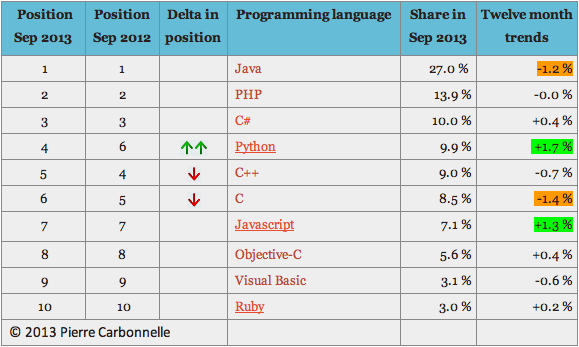 Position Sep 2013 Position Sep 2012 Delta in position Programming language Share in Sep 2013 Twelve month trends
1 1 Java 27.0 % -1.2 %
2 2 PHP 13.9 % -0.0 %
3 3 C# 10.0 % +0.4 %
4 6 ↑↑ Python 9.9 % +1.7 %
5 4 ↓ C++ 9.0 % -0.7 %
6 5 ↓ C 8.5 % -1.4 %
7 7 Javascript 7.1 % +1.3 %
8 8 Objective-C 5.6 % +0.4 %
9 9 Visual Basic 3.1 % -0.6 %
10 10 Ruby 3.0 % +0.2 %
© 2013 Pierre Carbonnelle